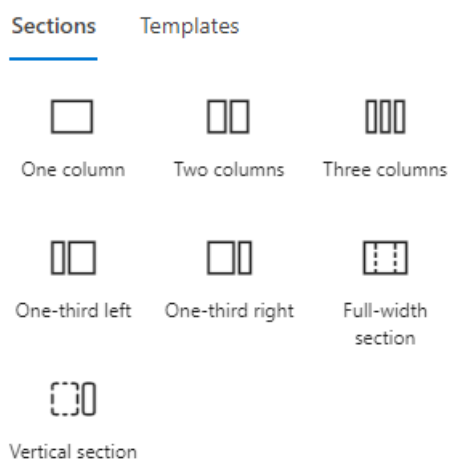 Sections Templates
One column Two columns Three columns
One-third left One-third right Full-width
section
Vertical section